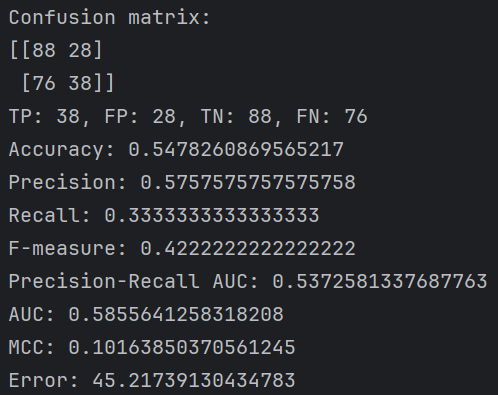 Confusion matrix:
[[88 28]
 [76 38]]
TP: 38, FP: 28, TN: 88, FN: 76
Accuracy: 0.5478260869565217
Precision: 0.5757575757575758
Recall: 0.3333333333333333
F-measure: 0.4222222222222222
Precision-Recall AUC: 0.5372581337687763
AUC: 0.5855641258318208
MCC: 0.10163850370561245
Error: 45.21739130434783